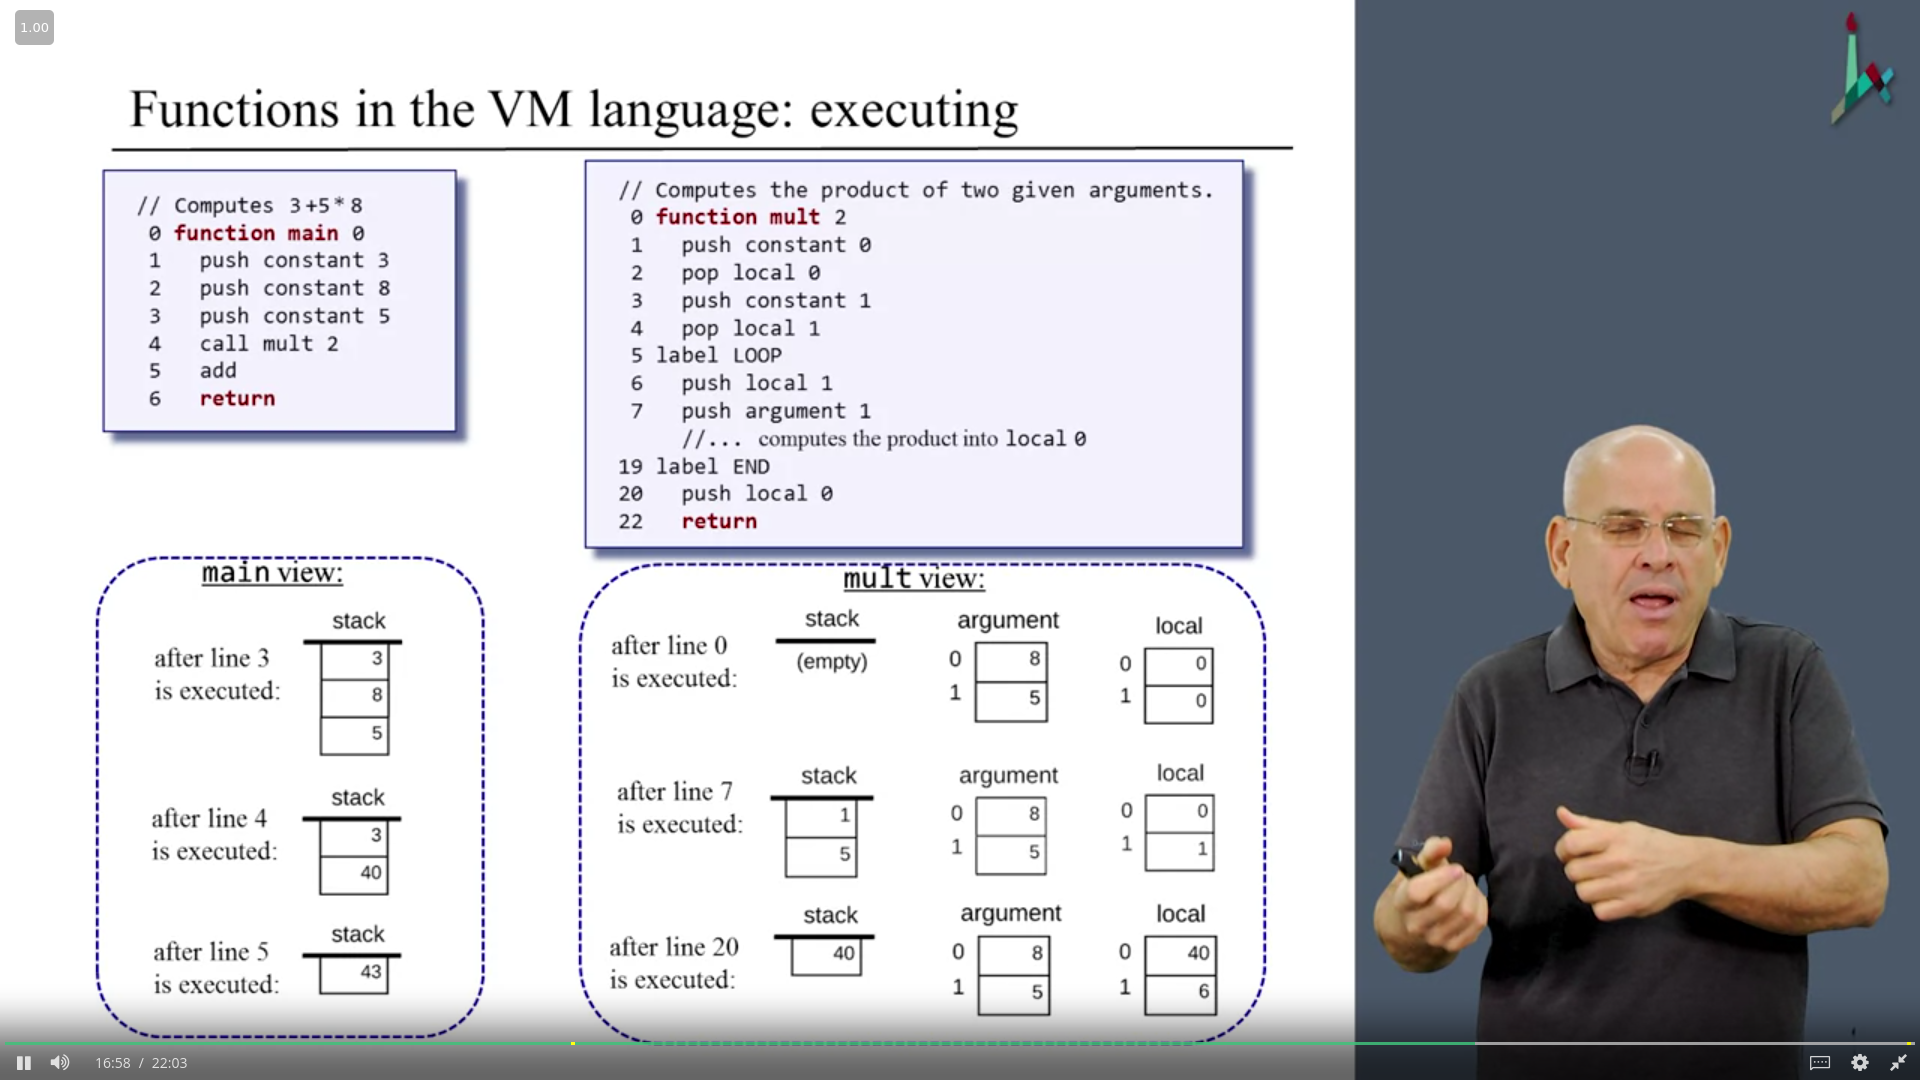 1.00
Functions in the VM language: executing
// Computes 3+5*8
0 function main 0
1 push constant 3
2 push constant 8
3 push constant 5
4 call mult 2
5 add
6 return
// Computes the product of two given arguments.
0 function mult 2
1 push constant 0
2 pop local 0
3 push constant 1
4 pop local 1
5 label LOOP
6 push local 1
7 push argument 1
//... computes the product into local 0
19 label END
20 push local 0
22 return
main view:
stack
after line 3
is executed:
3
8
5
stack
after line 4
is executed:
3
40
stack
after line 5
is executed:
43
mult view:
stack
argument
local
after line 0
is executed:
(empty)
0 8
1 5
0 0
1 0
stack
argument
local
after line 7
is executed:
1
5
0 8
1 5
0 0
1 1
stack
argument
local
after line 20
is executed:
40
0 8
1 5
0 40
1 6
16:58 / 22:03